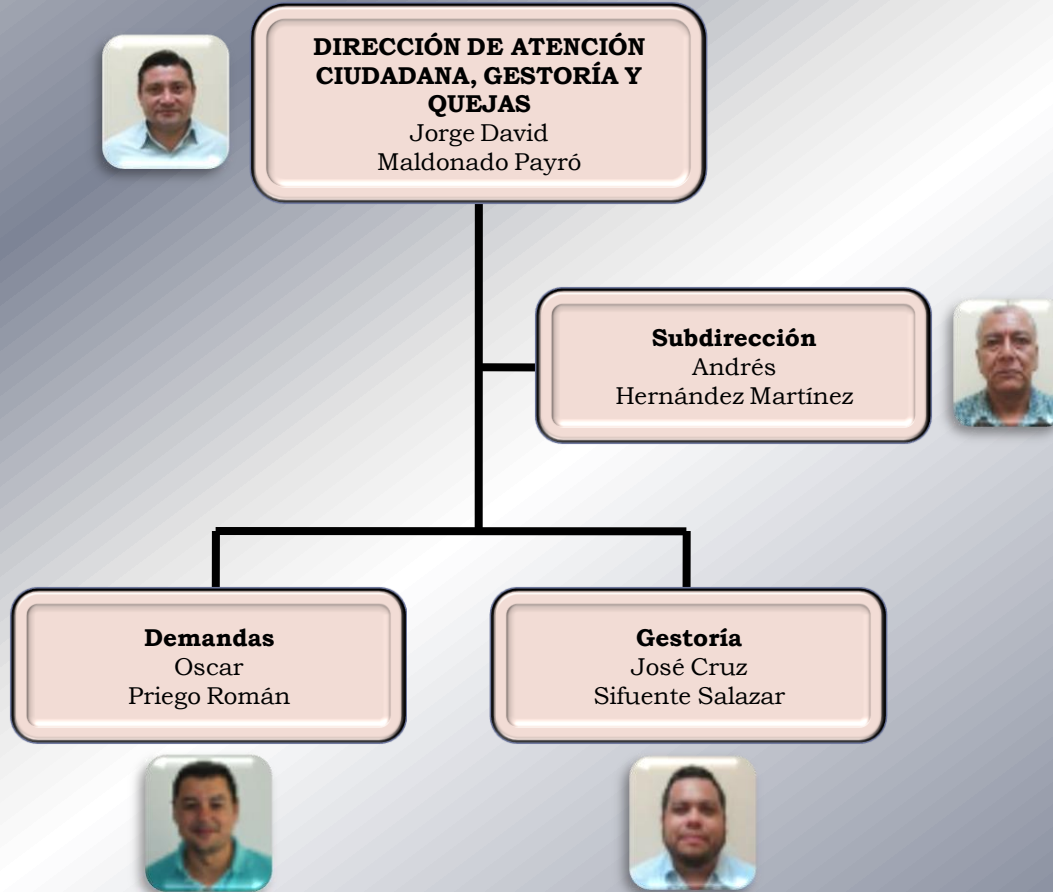 DIRECCIÓN DE ATENCIÓN
CIUDADANA, GESTORÍA Y
QUEJAS
Jorge David
Maldonado Payró
Subdirección
Andrés
Hernández Martínez
Demandas
Oscar
Priego Román
Gestoría
José Cruz
Sifuente Salazar